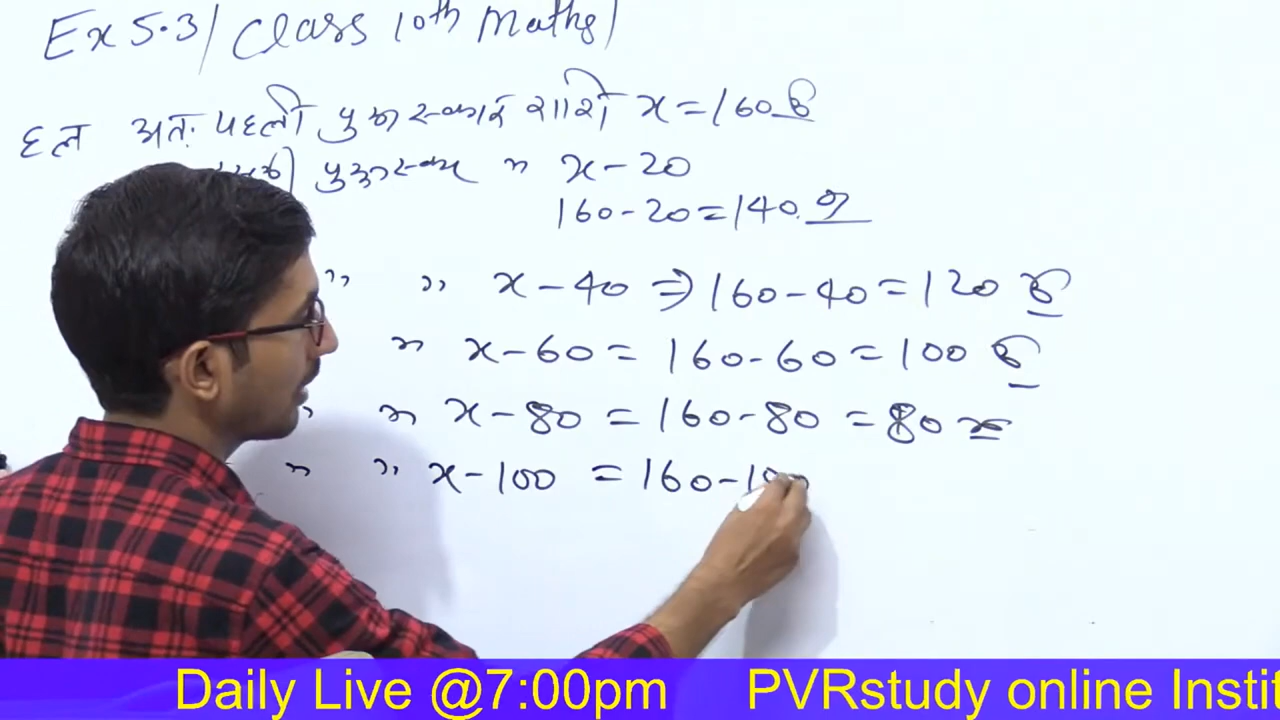 Ex 5.3/ Class 10th Maths/
हल अतः पहली पुरस्कार राशी x = 160 ₹
पुरस्कार " x - 20
160 - 20 = 140 ₹
" " x - 40 ⇒ 160 - 40 = 120 ₹
" x - 60 = 160 - 60 = 100 ₹
" " x - 80 = 160 - 80 = 80 ₹
" " x - 100 = 160 - 100
Daily Live @7:00pm PVRstudy online Instit